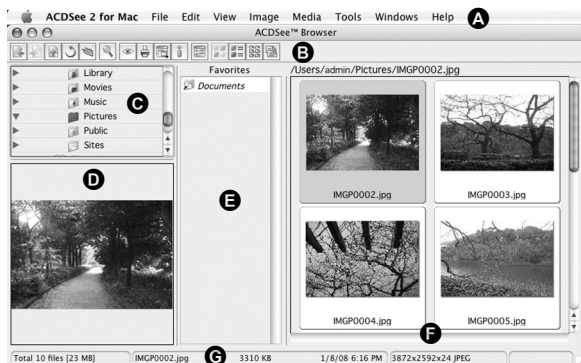 ACDSee 2 for Mac File Edit View Image Media Tools Windows Help A
ACDSee™ Browser
B
Library
Movies
Music
Pictures
Public
Sites
C
D
Favorites
Documents
E
/Users/admin/Pictures/IMGP0002.jpg
IMGP0002.jpg
IMGP0003.jpg
IMGP0004.jpg
IMGP0005.jpg
F
Total 10 files [23 MB] IMGP0002.jpg G 3310 KB 1/8/08 6:16 PM 3872x2592x24 JPEG